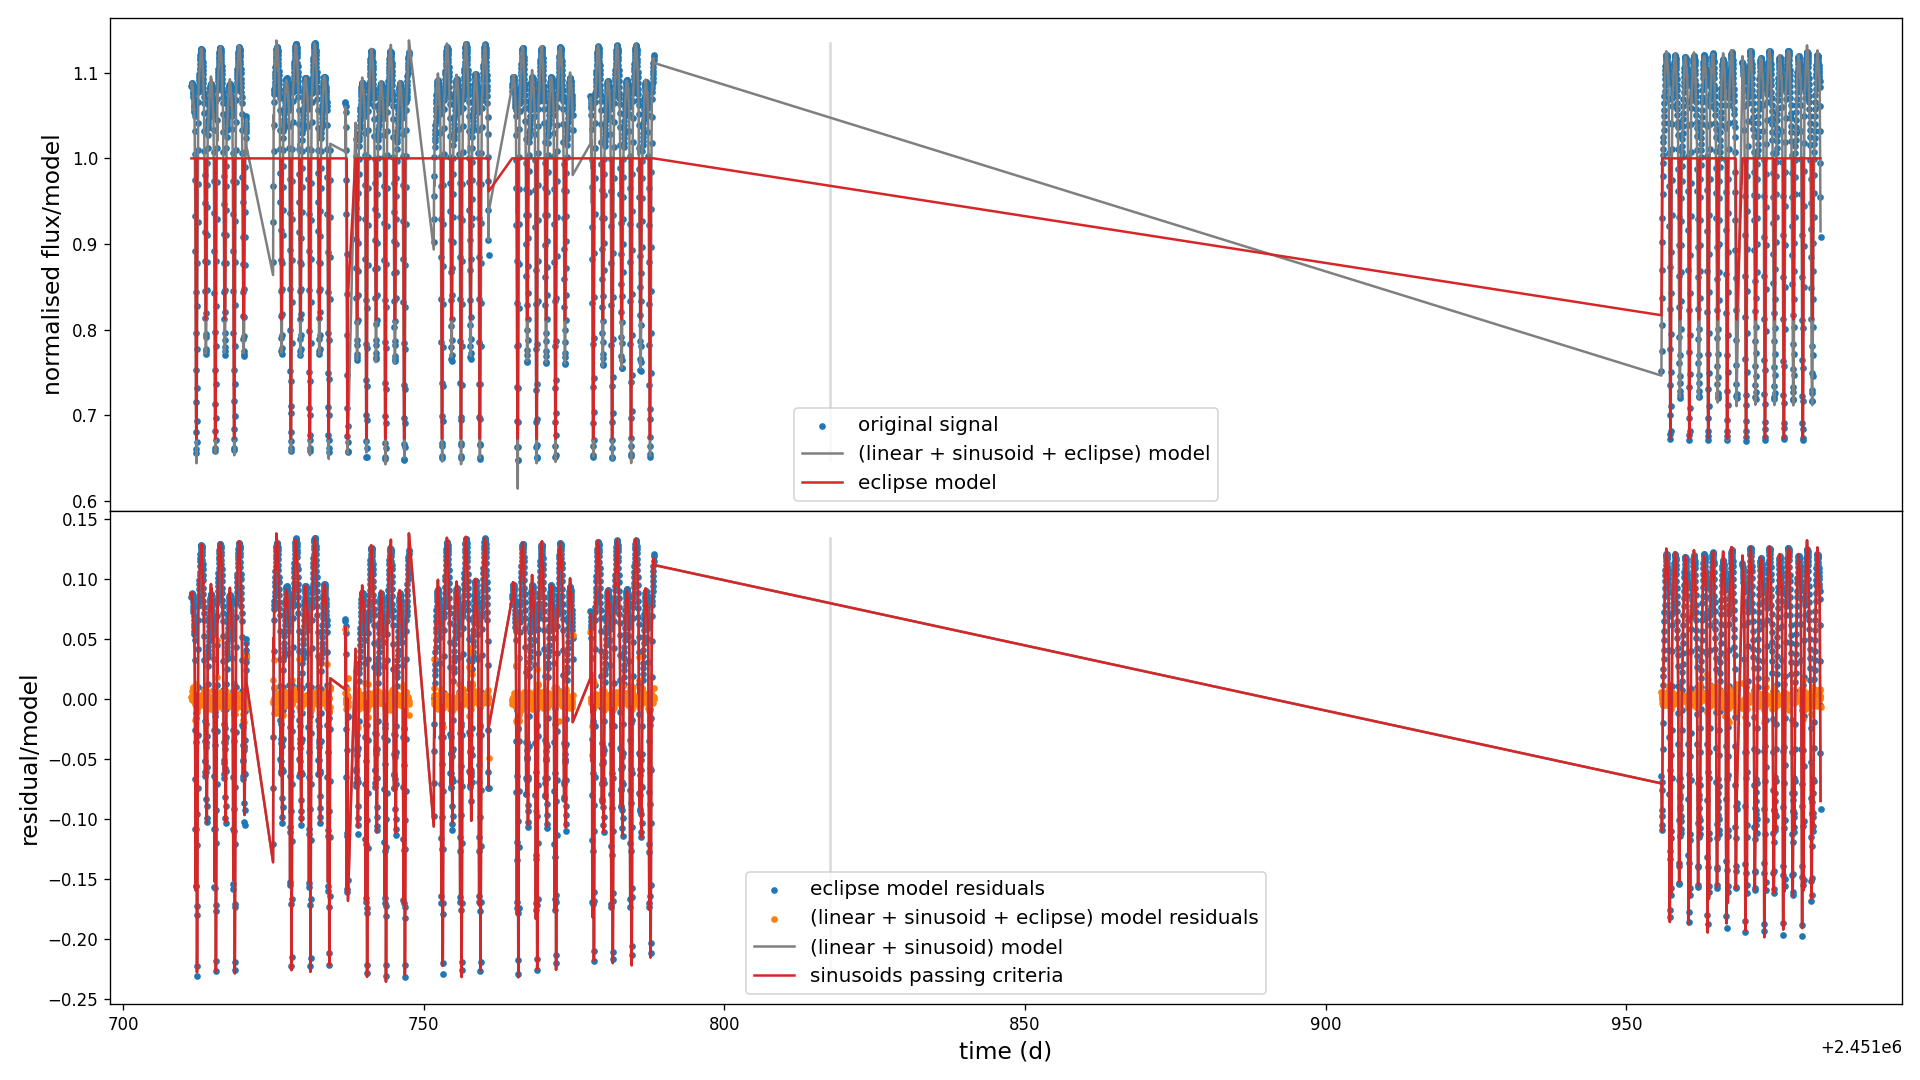 normalised flux/model
1.1
1.0
0.9
0.8
0.7
0.6
original signal
(linear + sinusoid + eclipse) model
eclipse model
residual/model
0.15
0.10
0.05
0.00
−0.05
−0.10
−0.15
−0.20
−0.25
eclipse model residuals
(linear + sinusoid + eclipse) model residuals
(linear + sinusoid) model
sinusoids passing criteria
700 750 800 850 900 950
time (d)
+2.451e6